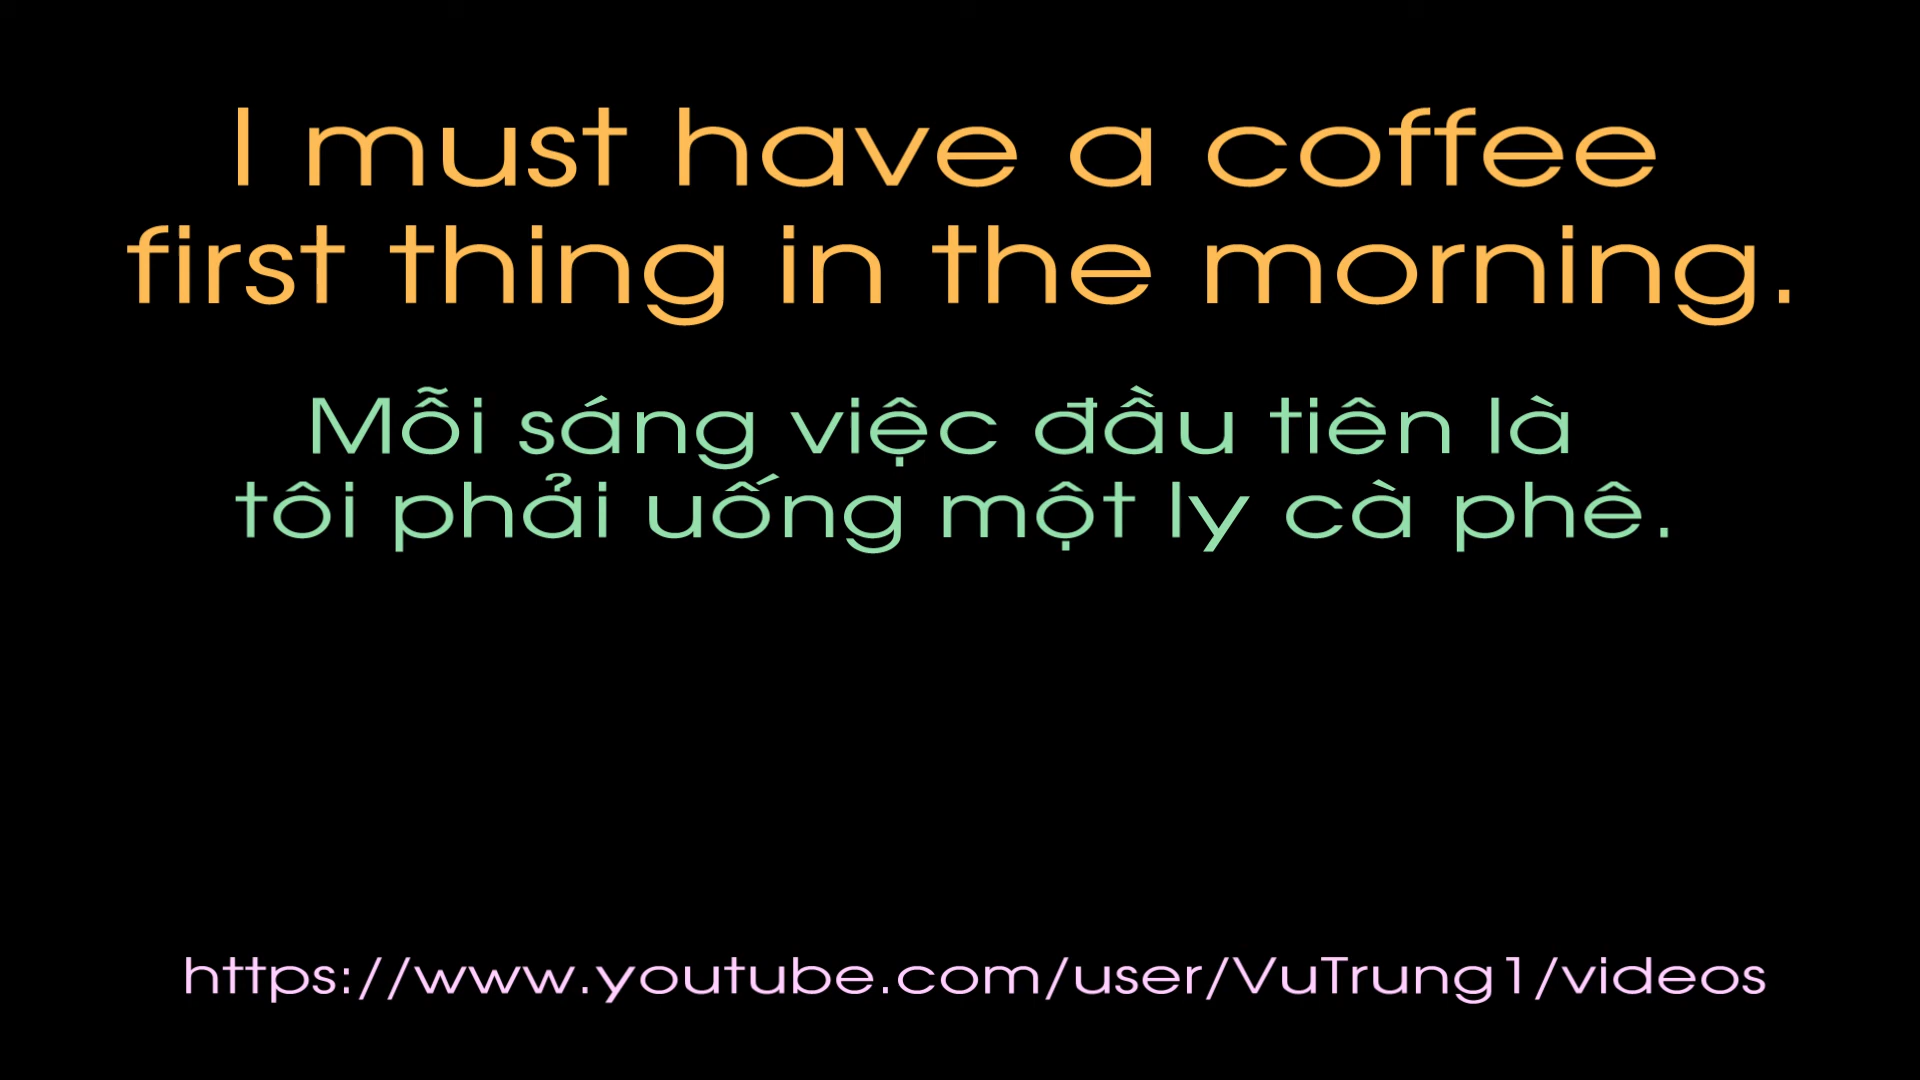 I must have a coffee
first thing in the morning.
Mỗi sáng việc đầu tiên là
tôi phải uống một ly cà phê.
https://www.youtube.com/user/VuTrung1/videos